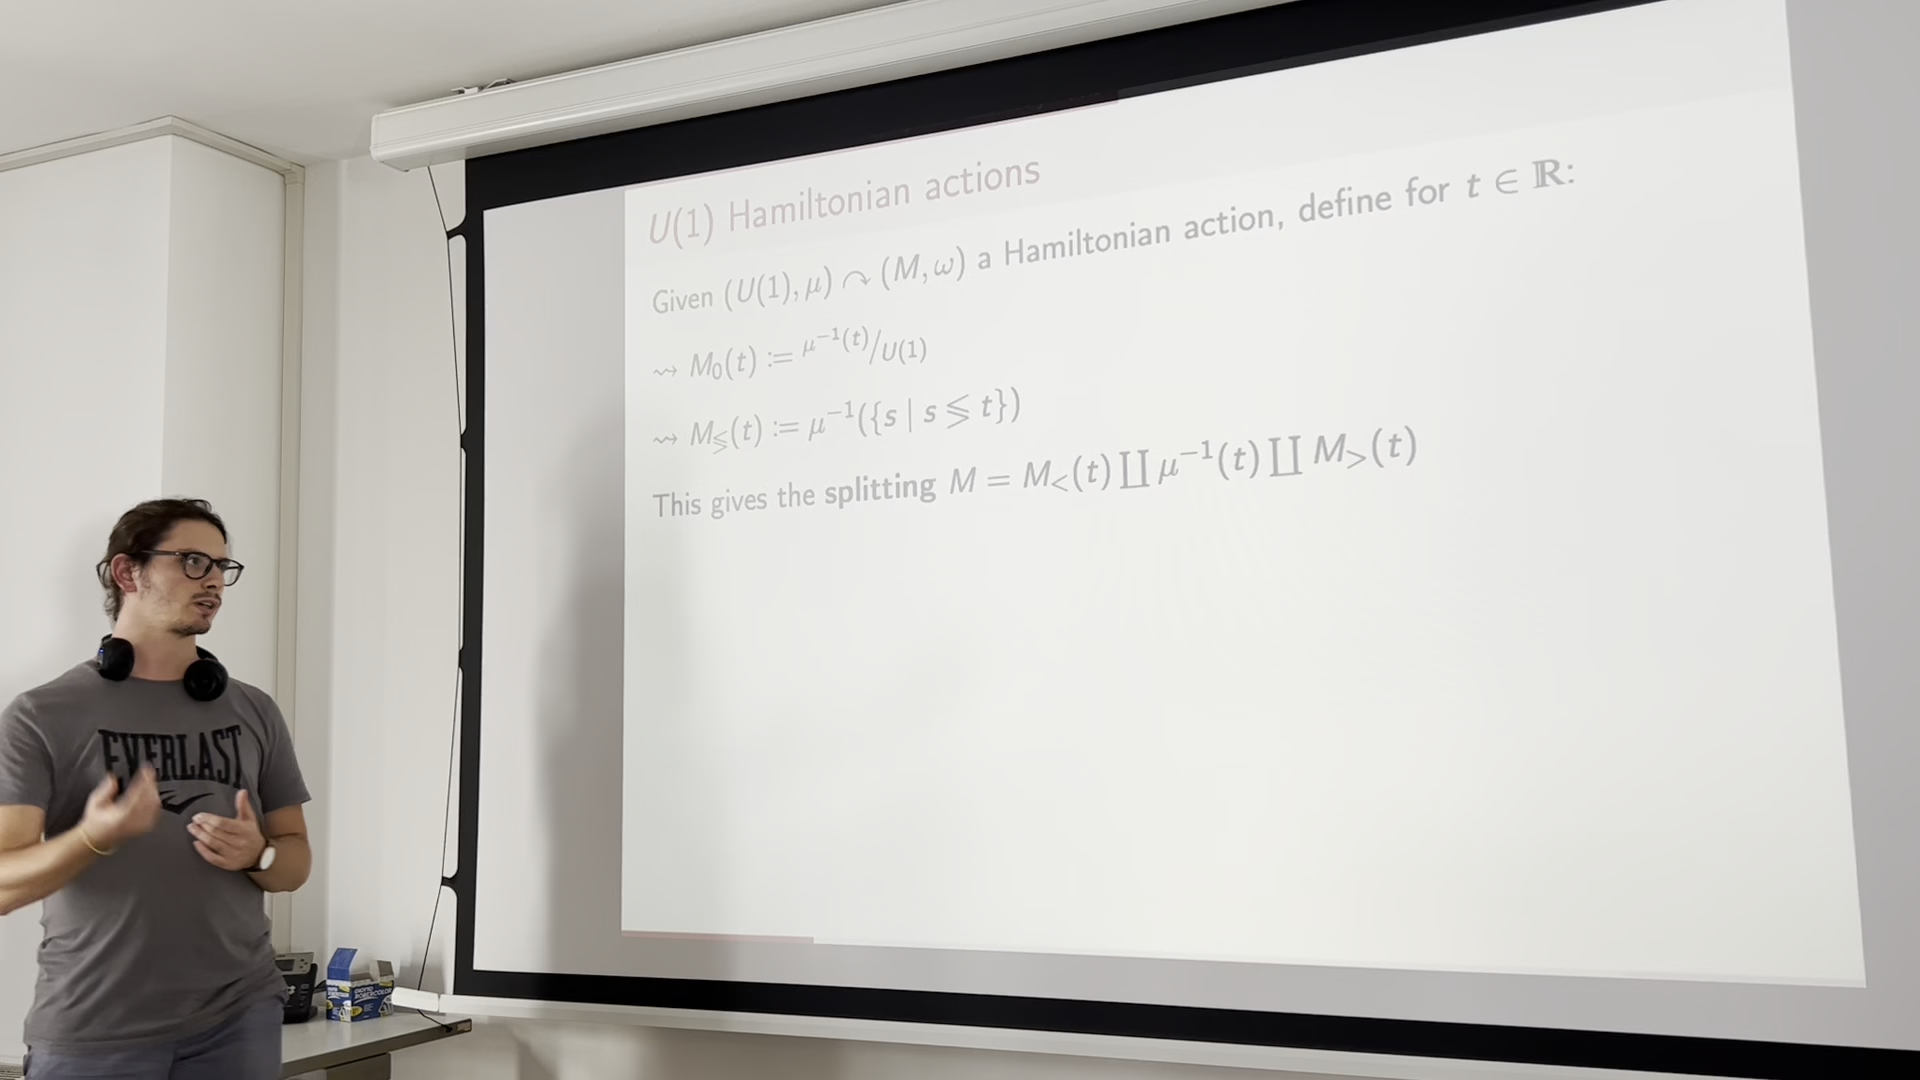 U(1) Hamiltonian actions
Given (U(1), μ) ↷ (M, ω) a Hamiltonian action, define for t ∈ ℝ:
⇝ M₀(t) := μ⁻¹(t)/U(1)
⇝ M≶(t) := μ⁻¹({s | s ≶ t})
This gives the splitting M = M<(t) ∐ μ⁻¹(t) ∐ M>(t)
EVERLAST